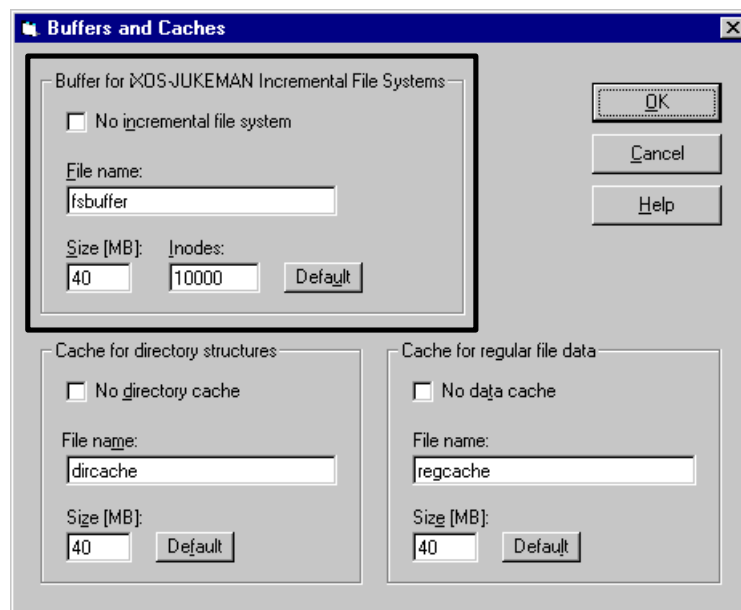 Buffers and Caches
Buffer for iXOS-JUKEMAN Incremental File Systems
No incremental file system
File name:
fsbuffer
Size [MB]: Inodes:
40 10000 Default
OK
Cancel
Help
Cache for directory structures
No directory cache
File name:
dircache
Size [MB]:
40 Default
Cache for regular file data
No data cache
File name:
regcache
Size [MB]:
40 Default